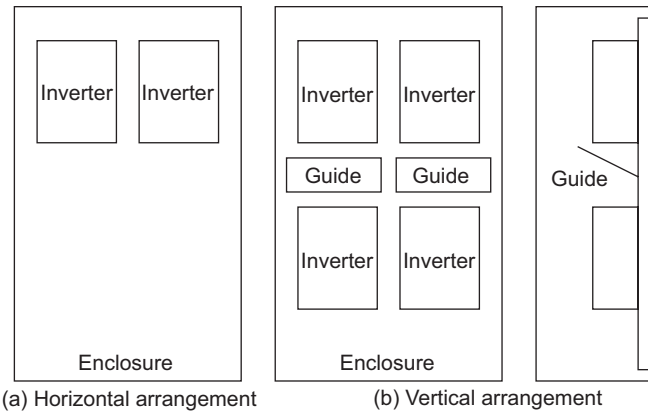 Inverter Inverter
Enclosure
(a) Horizontal arrangement
Inverter Inverter
Guide Guide
Inverter Inverter
Enclosure
Guide
(b) Vertical arrangement